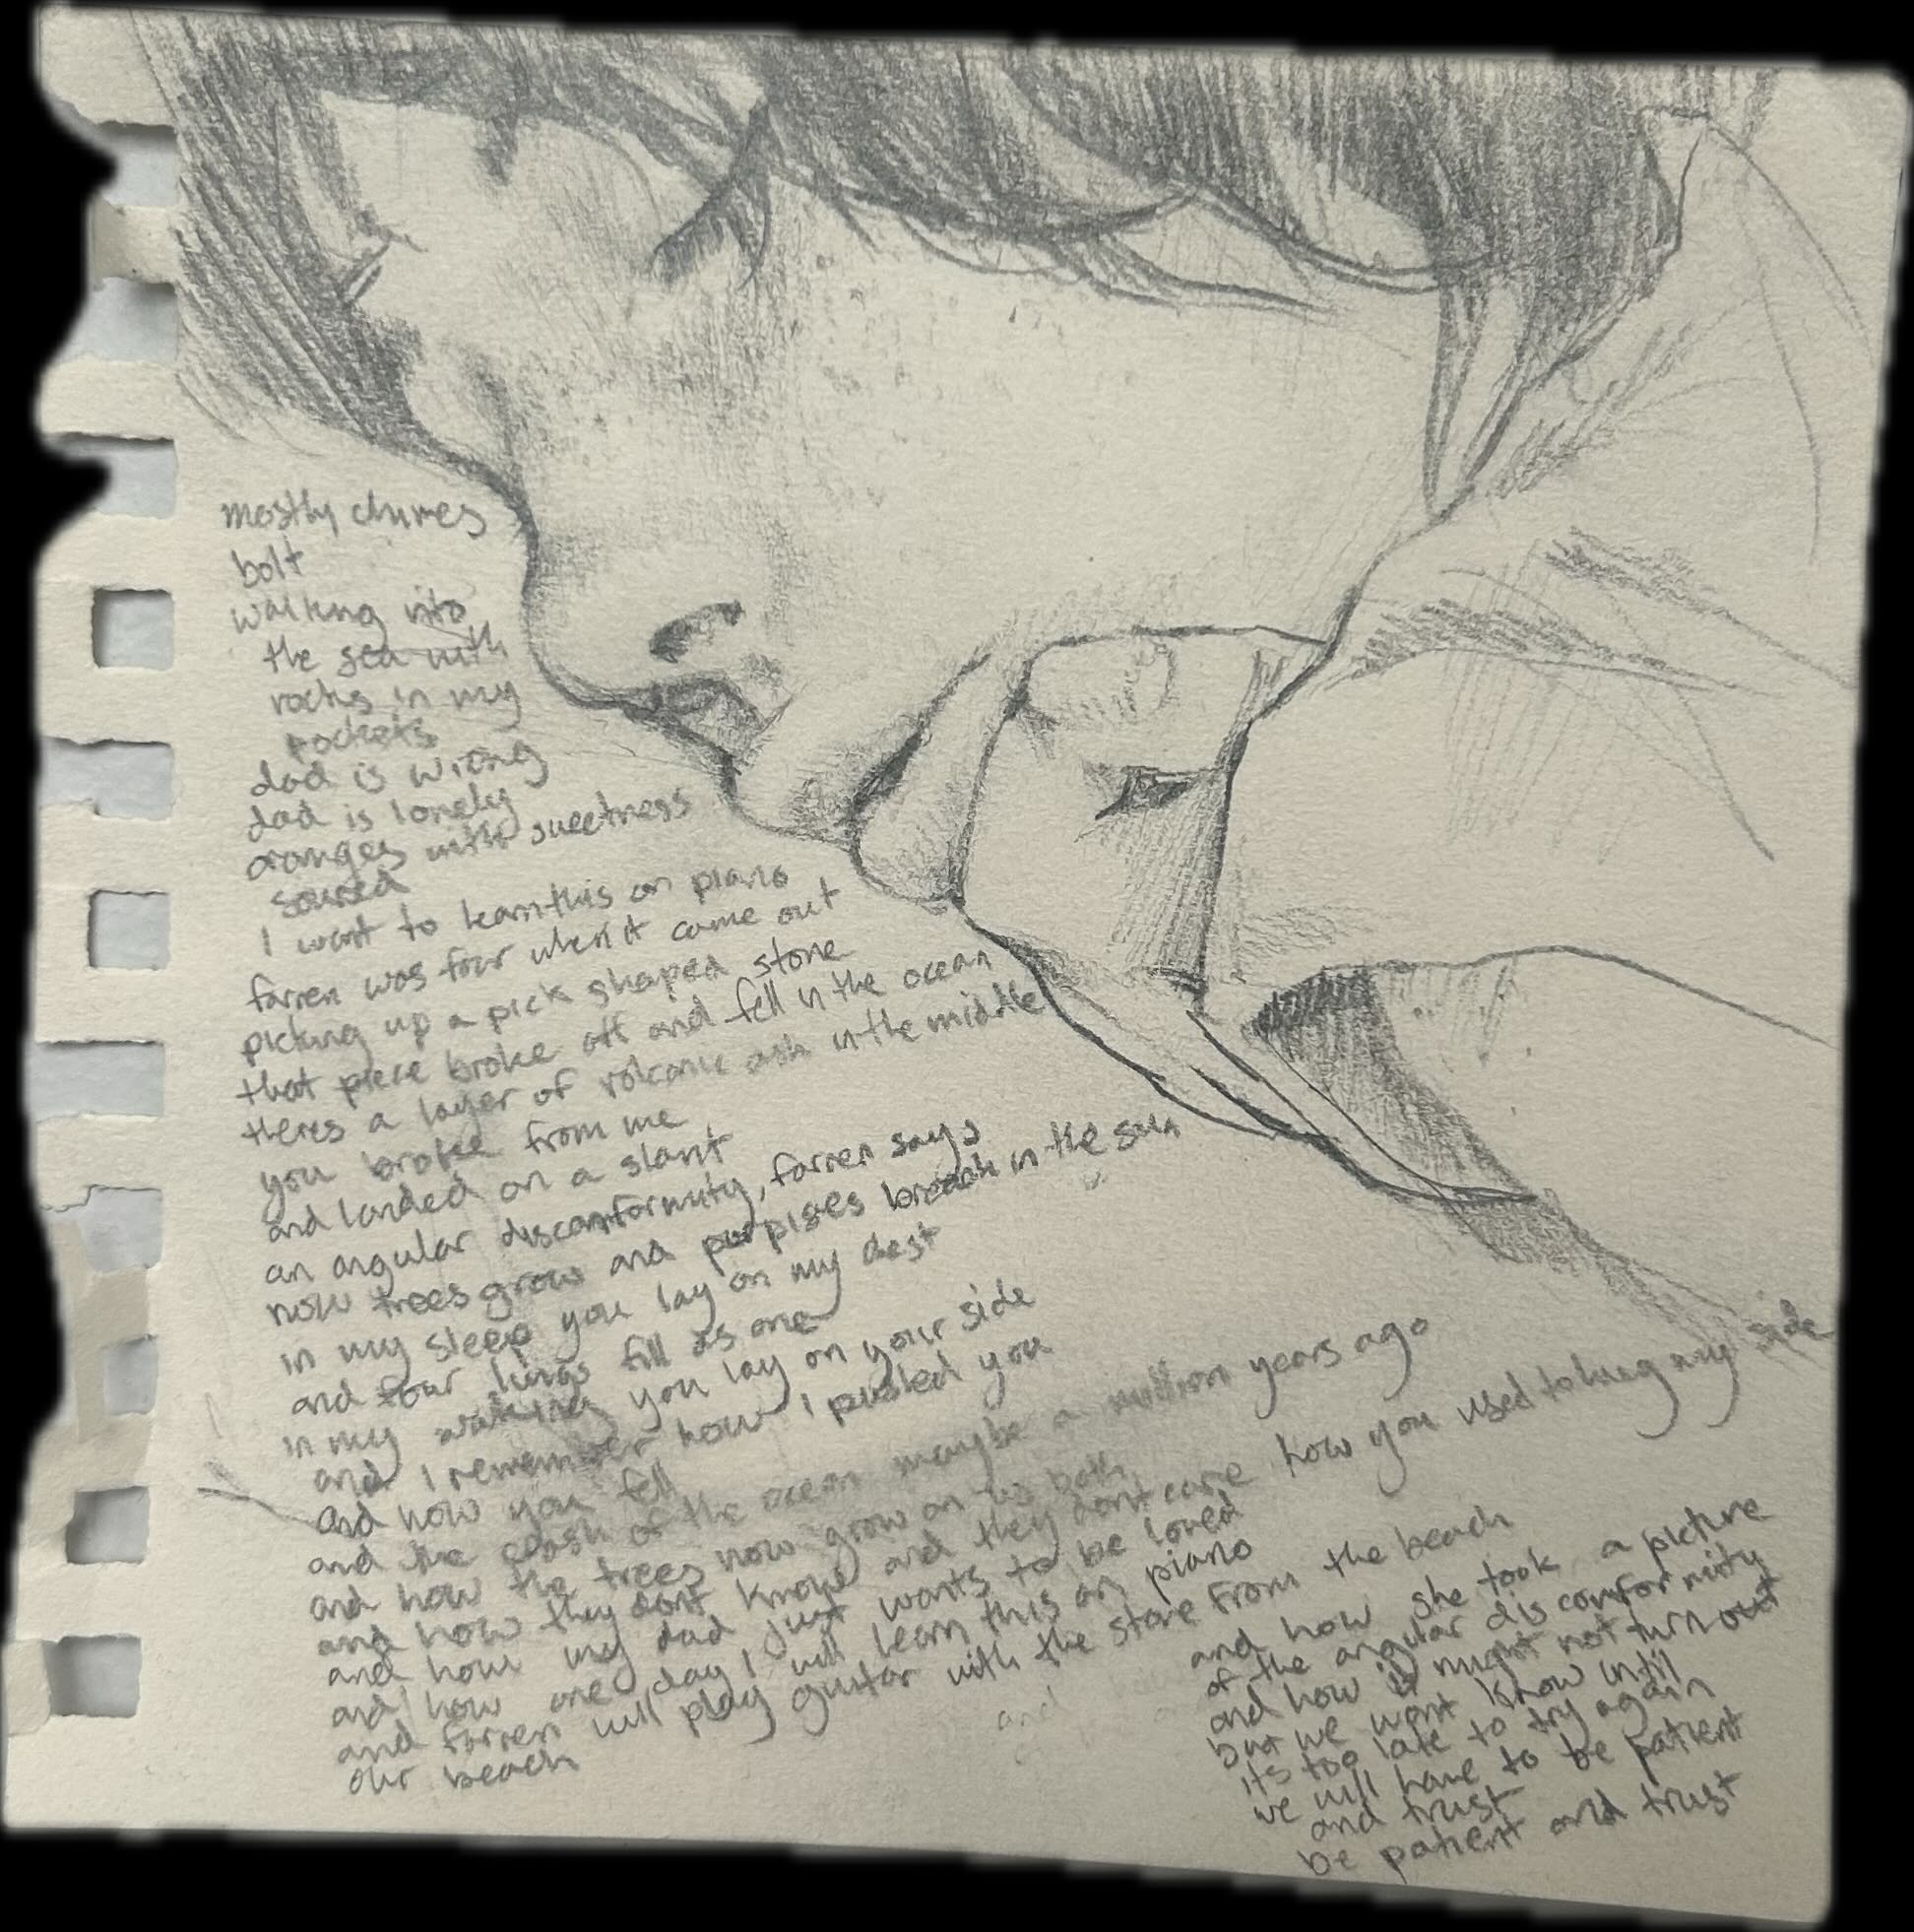 mostly chimes
bolt
walking into
the sea with
rocks in my
pockets
dad is wrong
dad is lonely
oranges with sweetness
soured
I want to learn this on piano
farren was four when it came out
picking up a pick shaped stone
that piece broke off and fell in the ocean
theres a layer of volcanic ash in the middle
you broke from me
and landed on a slant
an angular discomformity, farren says
now trees grow and porpises breach in the sun
in my sleep you lay on my chest
and four lungs fill as one
in my waking you lay on your side
and I remember how I pushed you
and how you fell
and the crash of the ocean maybe a million years ago
and how the trees now grow on us both
and how they dont know and they dont care how you used to hug my side
and how my dad just wants to be loved
and how one day I will learn this on piano
and farren will play guitar with the stone from the beach
our beach
and
and how she took a picture
of the angular discomformity
and how it might not turn out
but we wont know until
its too late to try again
we will have to be patient
and trust
be patient and trust